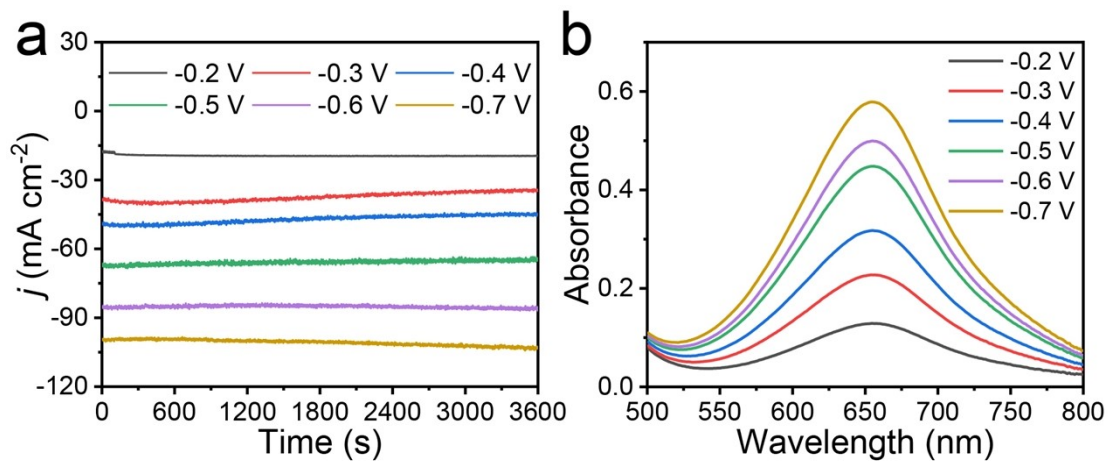 a
30
0
-30
-60
-90
-120
j (mA cm-2)
-0.2 V -0.3 V -0.4 V
-0.5 V -0.6 V -0.7 V
0 600 1200 1800 2400 3000 3600
Time (s)
b
0.6
0.4
0.2
0.0
Absorbance
-0.2 V
-0.3 V
-0.4 V
-0.5 V
-0.6 V
-0.7 V
500 550 600 650 700 750 800
Wavelength (nm)